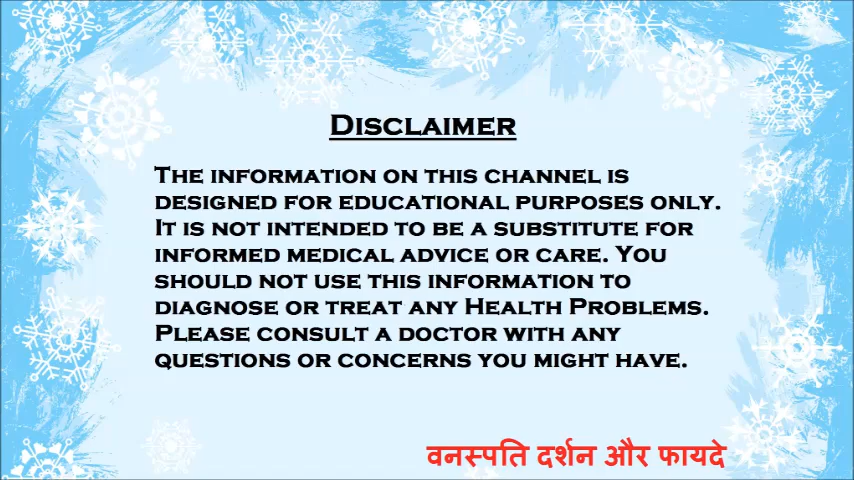 DISCLAIMER
THE INFORMATION ON THIS CHANNEL IS
DESIGNED FOR EDUCATIONAL PURPOSES ONLY.
IT IS NOT INTENDED TO BE A SUBSTITUTE FOR
INFORMED MEDICAL ADVICE OR CARE. YOU
SHOULD NOT USE THIS INFORMATION TO
DIAGNOSE OR TREAT ANY HEALTH PROBLEMS.
PLEASE CONSULT A DOCTOR WITH ANY
QUESTIONS OR CONCERNS YOU MIGHT HAVE.
वनस्पति दर्शन और फायदे